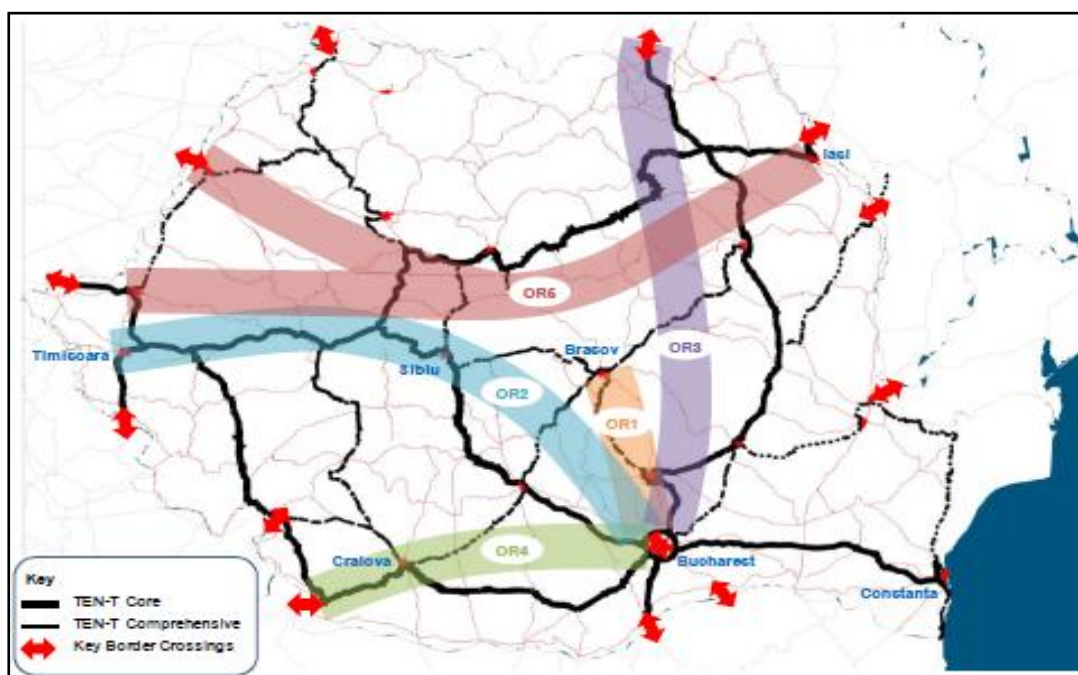 Iasi
OR5
Timisoara
Sibiu
Brasov
OR3
OR2
OR1
OR4
Craiova
Bucharest
Constanta
Key
TEN-T Core
TEN-T Comprehensive
Key Border Crossings